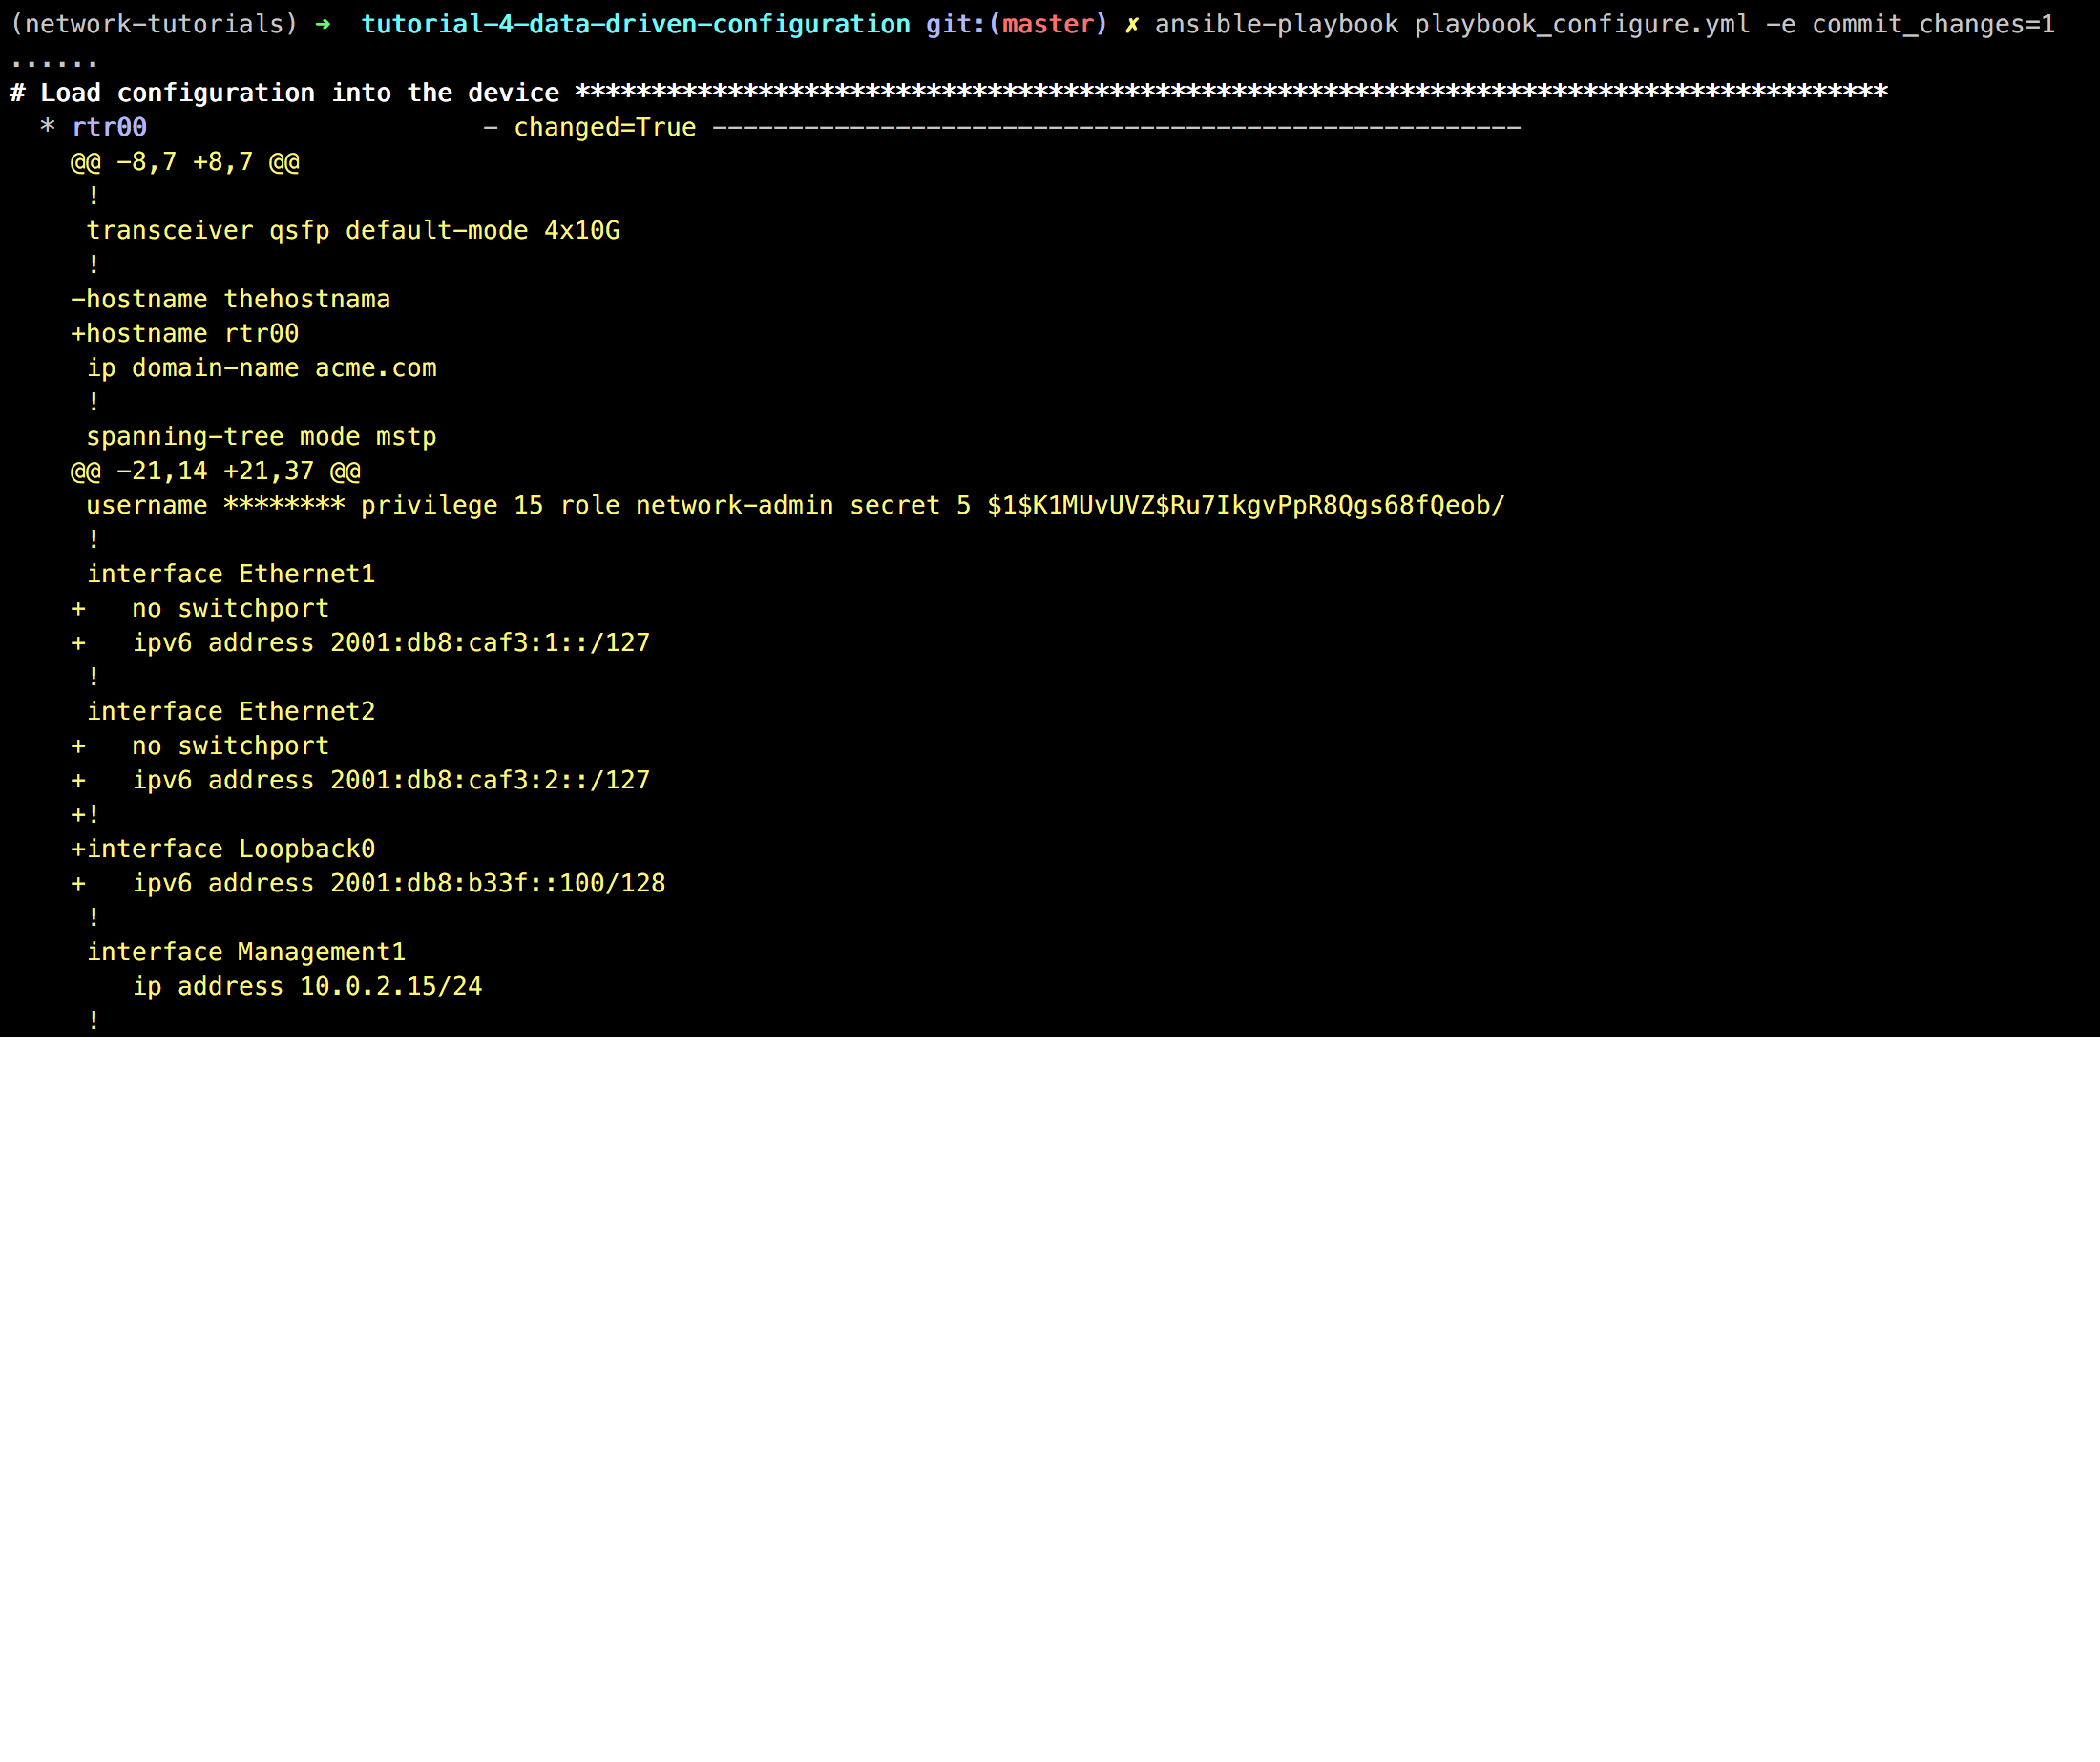 (network-tutorials) ➜  tutorial-4-data-driven-configuration git:(master) ✗ ansible-playbook playbook_configure.yml -e commit_changes=1
......
# Load configuration into the device **************************************************************************************
  * rtr00                      - changed=True -----------------------------------------------------
    @@ -8,7 +8,7 @@
     !
     transceiver qsfp default-mode 4x10G
     !
    -hostname thehostnama
    +hostname rtr00
     ip domain-name acme.com
     !
     spanning-tree mode mstp
    @@ -21,14 +21,37 @@
     username ******** privilege 15 role network-admin secret 5 $1$K1MUvUVZ$Ru7IkgvPpR8Qgs68fQeob/
     !
     interface Ethernet1
    +   no switchport
    +   ipv6 address 2001:db8:caf3:1::/127
     !
     interface Ethernet2
    +   no switchport
    +   ipv6 address 2001:db8:caf3:2::/127
    +!
    +interface Loopback0
    +   ipv6 address 2001:db8:b33f::100/128
     !
     interface Management1
        ip address 10.0.2.15/24
     !